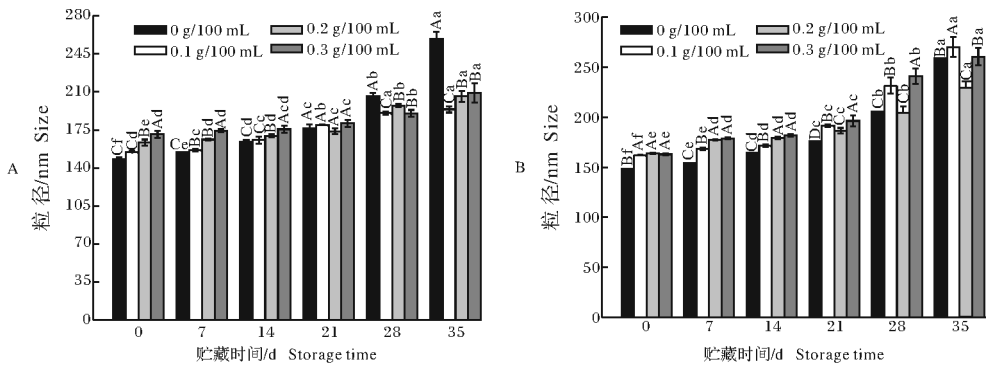 A
粒 径/nm Size
280
245
210
175
140
105
70
35
0
0 g/100 mL
0.1 g/100 mL
0.2 g/100 mL
0.3 g/100 mL
Cf Cd Be Ad
Ce Bc Bd Ad
Cd Cc Bd Acd
Ac Ab Ac Ac
Ab Ca Bb Bb
Aa Ca Ba Ba
0 7 14 21 28 35
贮藏时间/d Storage time
B
粒 径/nm Size
300
250
200
150
100
50
0
0 g/100 mL
0.1 g/100 mL
0.2 g/100 mL
0.3 g/100 mL
Bf Af Ae Ae
Ce Be Ad Ad
Cd Bd Ad Ad
Dc Bc Cc Ac
Cb Bb Cb Ab
Ba Aa Ca Ba
0 7 14 21 28 35
贮藏时间/d Storage time